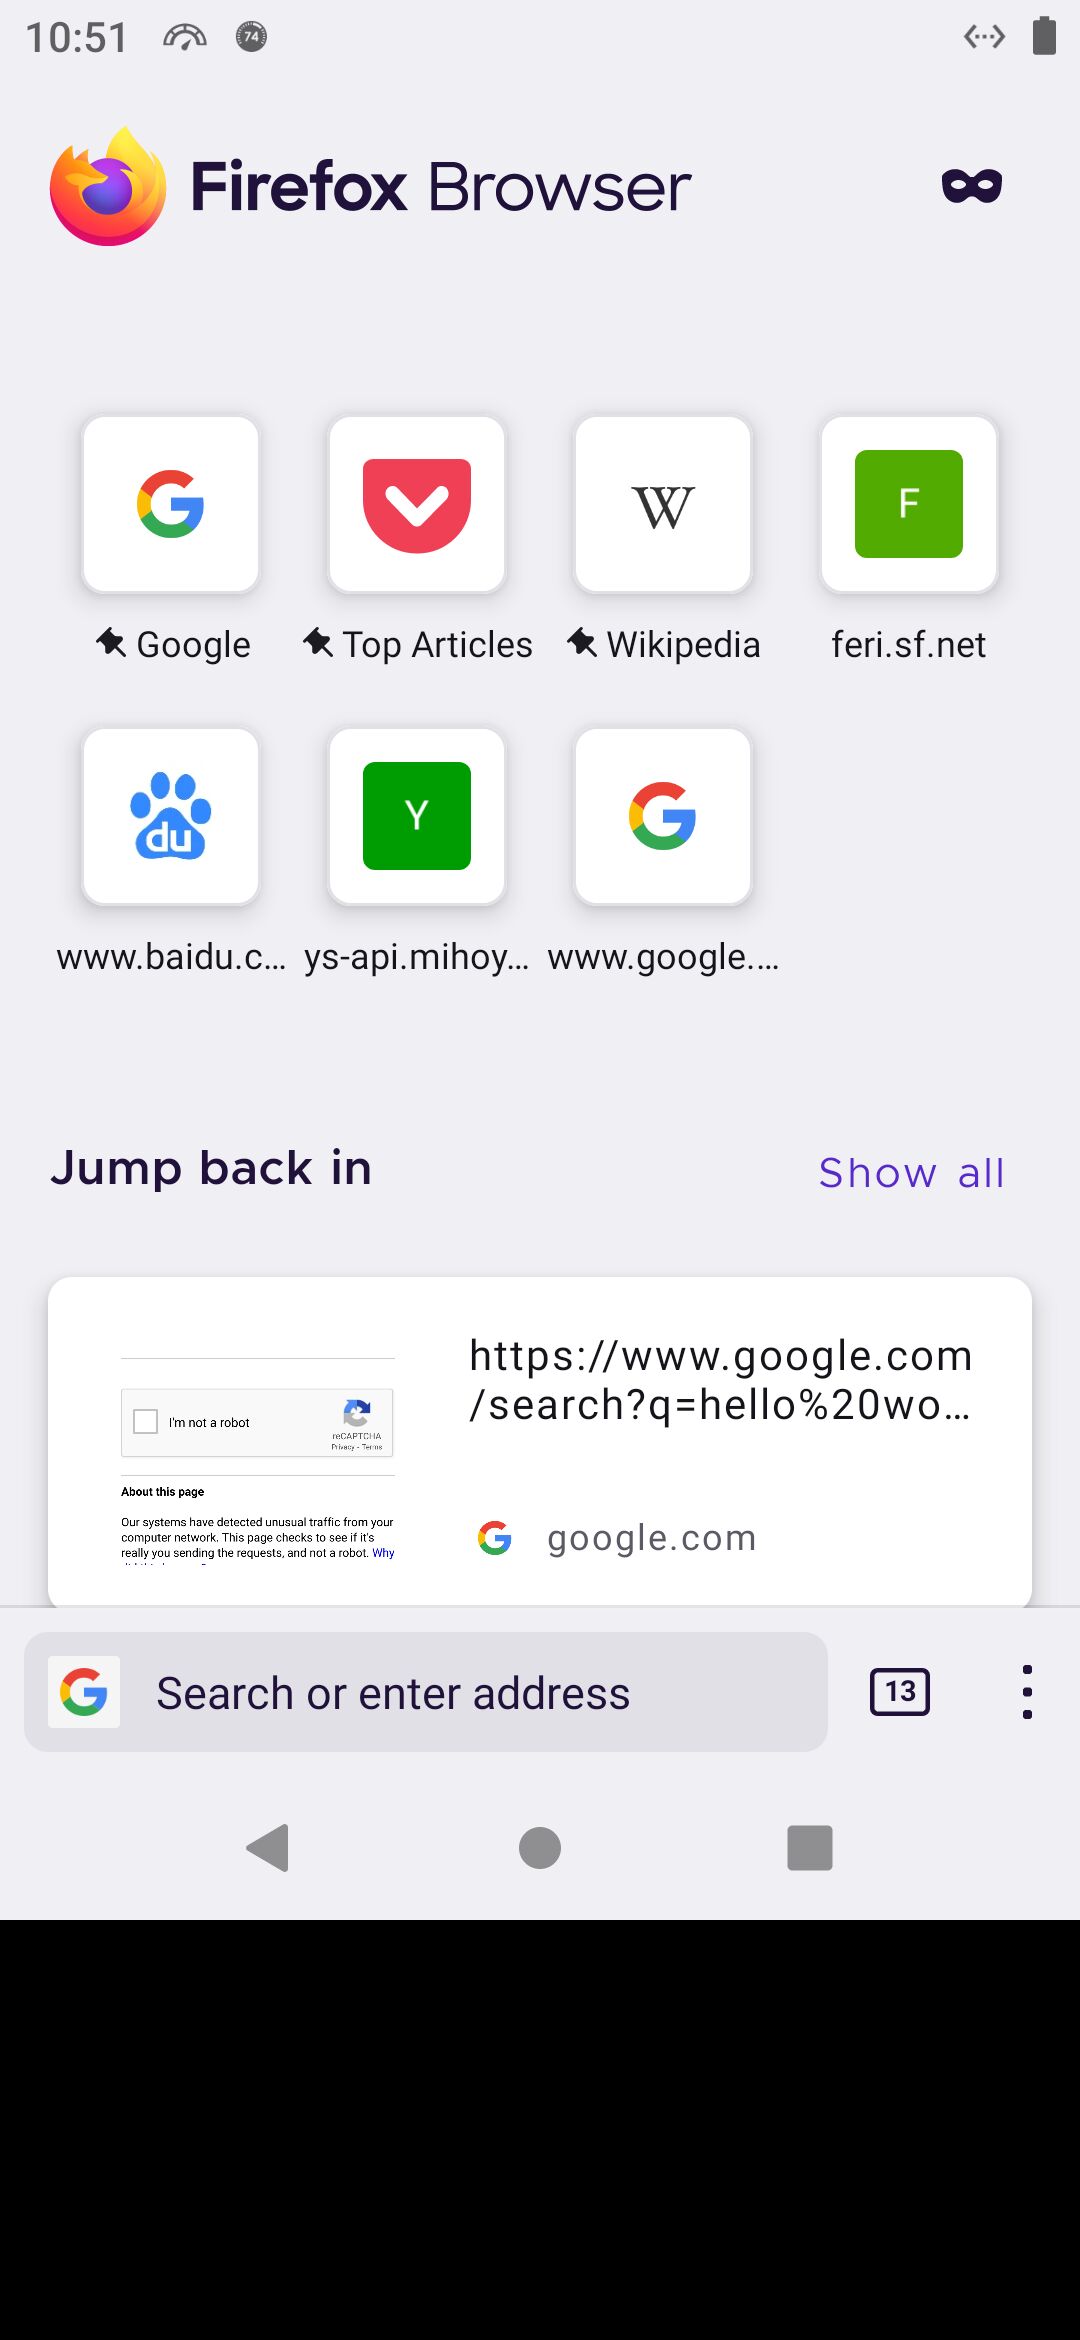 10:51
74
Firefox Browser
Google
Top Articles
W
Wikipedia
F
feri.sf.net
du
www.baidu.c...
Y
ys-api.mihoy...
www.google....
Jump back in
Show all
https://www.google.com
/search?q=hello%20wo...
I'm not a robot
reCAPTCHA
Privacy - Terms
About this page
Our systems have detected unusual traffic from your
computer network. This page checks to see if it's
really you sending the requests, and not a robot. Why
google.com
Search or enter address
13